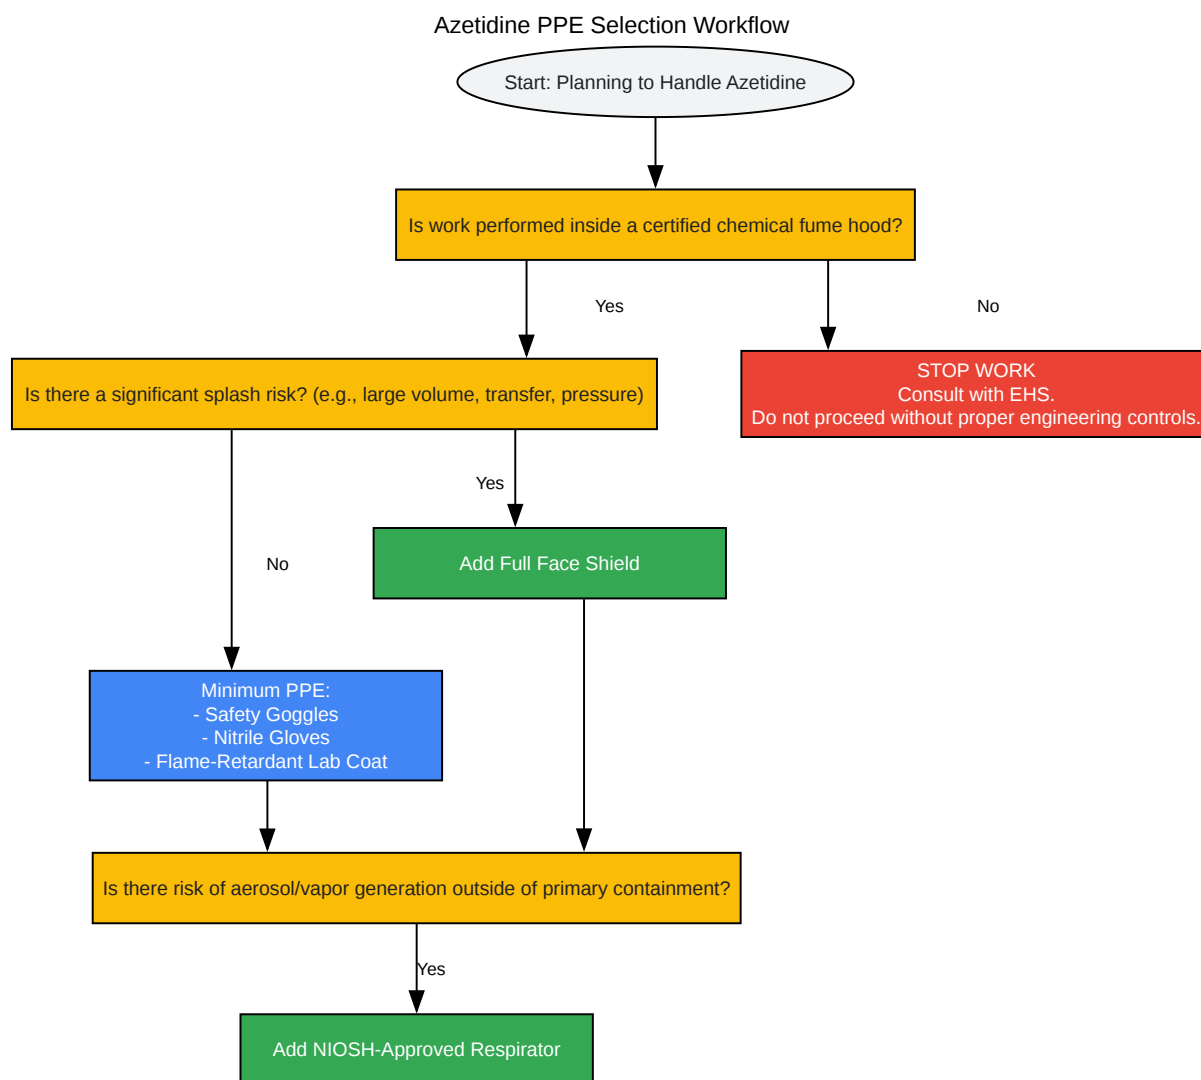 Azetidine PPE Selection Workflow
Start: Planning to Handle Azetidine
Is work performed inside a certified chemical fume hood?
Yes
No
Is there a significant splash risk? (e.g., large volume, transfer, pressure)
STOP WORK
Consult with EHS.
Do not proceed without proper engineering controls.
Yes
No
Add Full Face Shield
Minimum PPE:
- Safety Goggles
- Nitrile Gloves
- Flame-Retardant Lab Coat
Is there risk of aerosol/vapor generation outside of primary containment?
Yes
Add NIOSH-Approved Respirator